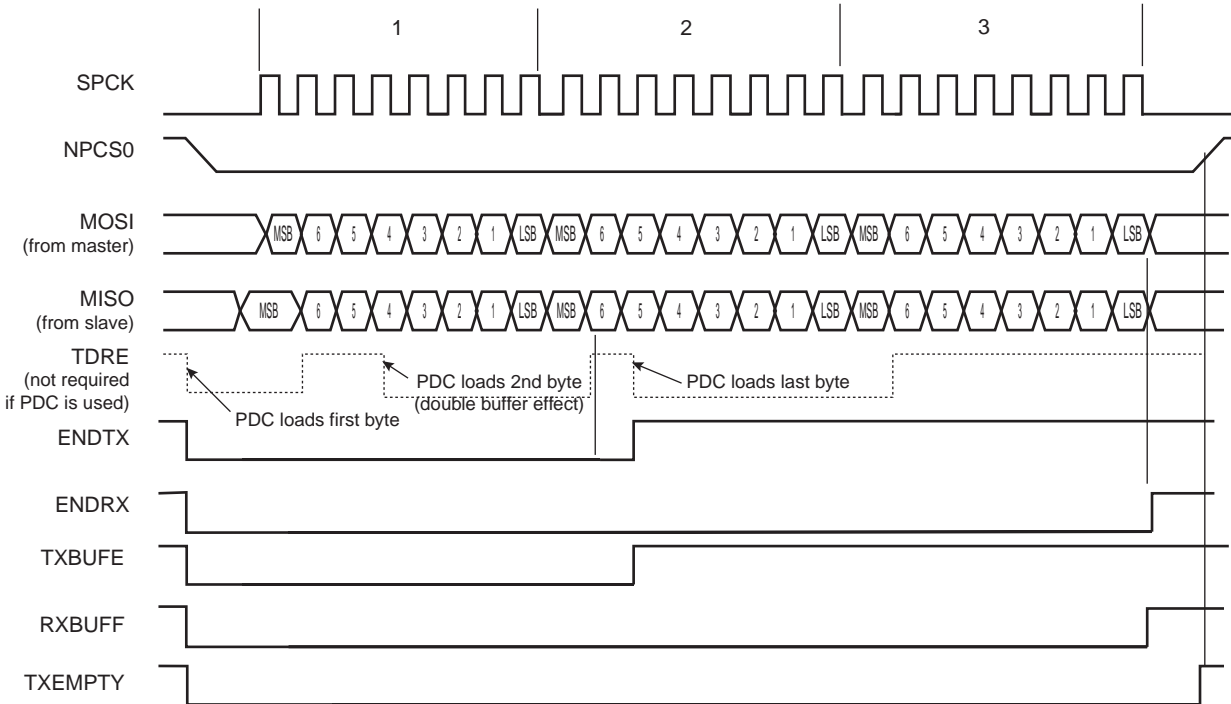 1 2 3
SPCK
NPCS0
MOSI
(from master)
MSB 6 5 4 3 2 1 LSB MSB 6 5 4 3 2 1 LSB MSB 6 5 4 3 2 1 LSB
MISO
(from slave)
MSB 6 5 4 3 2 1 LSB MSB 6 5 4 3 2 1 LSB MSB 6 5 4 3 2 1 LSB
TDRE
(not required
if PDC is used)
PDC loads first byte
PDC loads 2nd byte
(double buffer effect)
PDC loads last byte
ENDTX
ENDRX
TXBUFE
RXBUFF
TXEMPTY